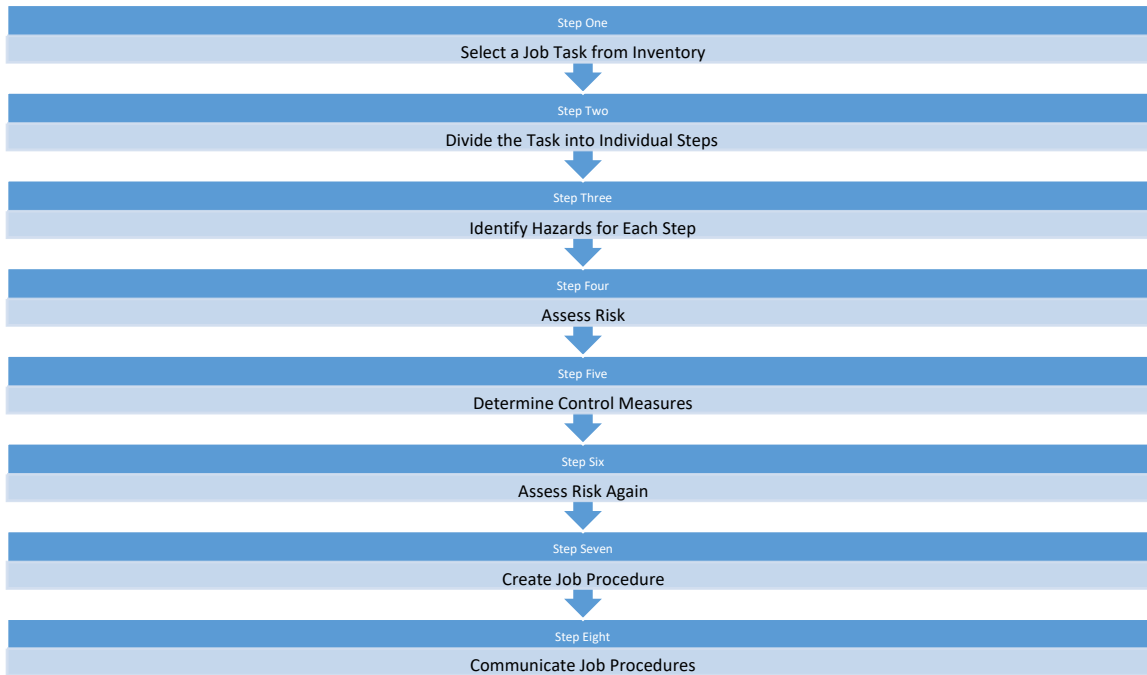 Step One
Select a Job Task from Inventory
Step Two
Divide the Task into Individual Steps
Step Three
Identify Hazards for Each Step
Step Four
Assess Risk
Step Five
Determine Control Measures
Step Six
Assess Risk Again
Step Seven
Create Job Procedure
Step Eight
Communicate Job Procedures